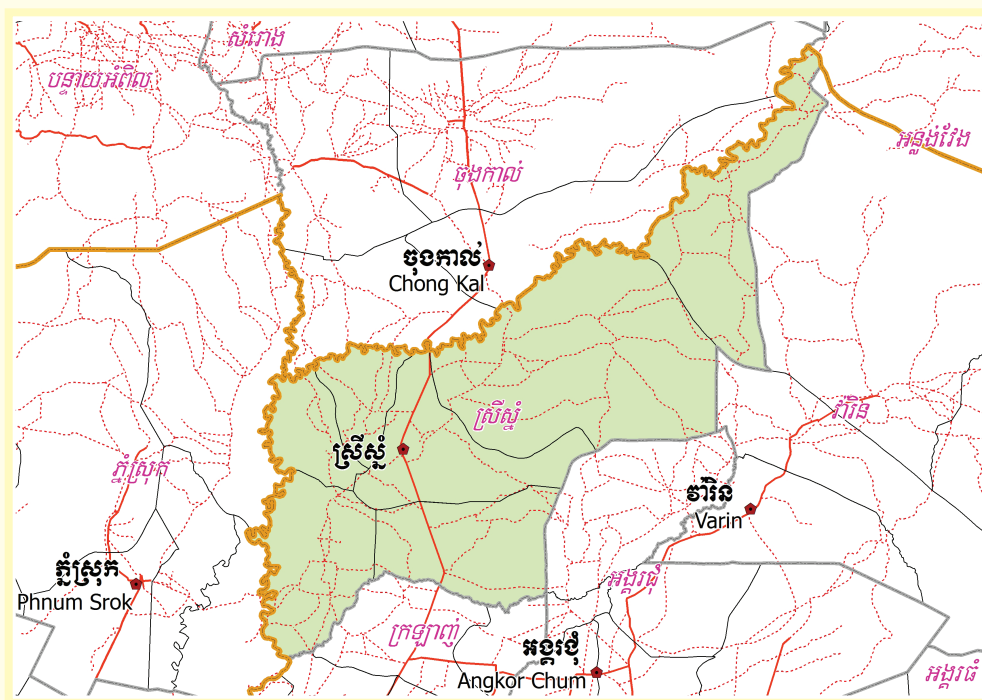 សំរោង
បន្ទាយអំពិល
អន្លង់វែង
ចុងកាល់
ចុងកាល់
Chong Kal
ស្រីស្នំ
វ៉ារិន
ស្រីស្នំ
ភ្នំស្រុក
វ៉ារិន
Varin
ភ្នំស្រុក
Phnum Srok
អង្គរជុំ
ក្រឡាញ់
អង្គរជុំ
Angkor Chum
អង្គរធំ